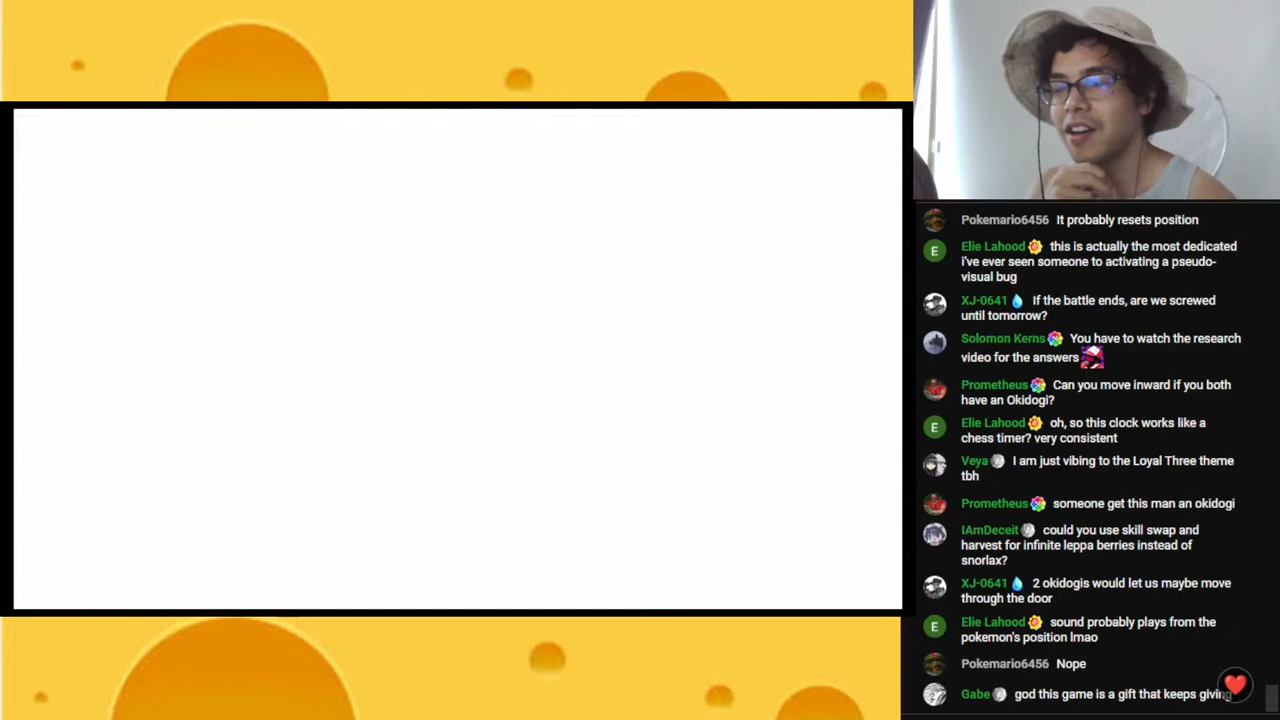 Pokemario6456 It probably resets position
Elie Lahood this is actually the most dedicated
i've ever seen someone to activating a pseudo-
visual bug
XJ-0641 If the battle ends, are we screwed
until tomorrow?
Solomon Kerns You have to watch the research
video for the answers
Prometheus Can you move inward if you both
have an Okidogi?
Elie Lahood oh, so this clock works like a
chess timer? very consistent
Veya I am just vibing to the Loyal Three theme
tbh
Prometheus someone get this man an okidogi
IAmDeceit could you use skill swap and
harvest for infinite leppa berries instead of
snorlax?
XJ-0641 2 okidogis would let us maybe move
through the door
Elie Lahood sound probably plays from the
pokemon's position lmao
Pokemario6456 Nope
Gabe god this game is a gift that keeps giving
E
E
E